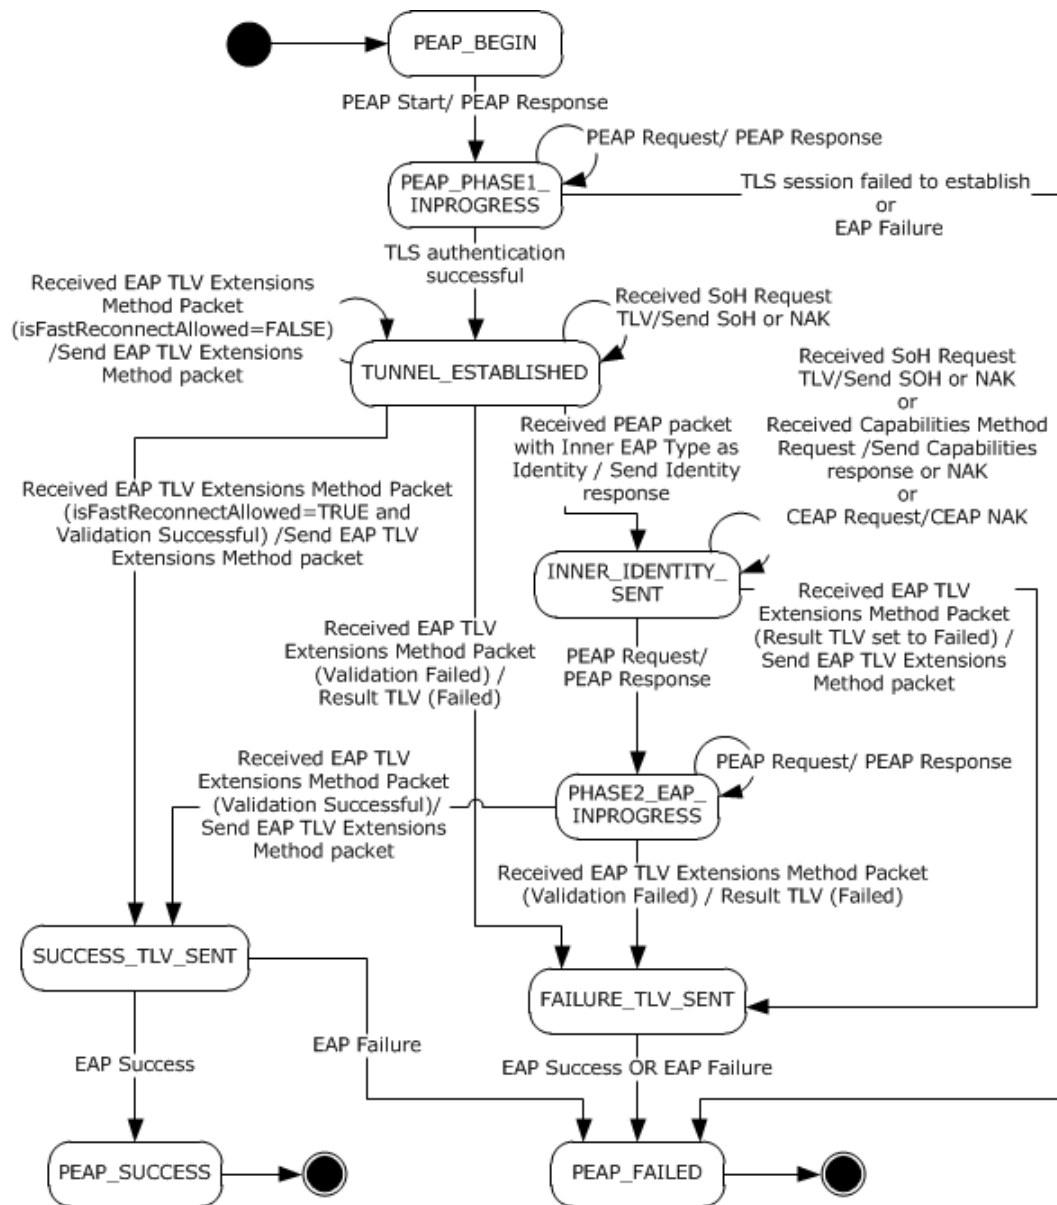 PEAP_BEGIN
PEAP Start/ PEAP Response
PEAP Request/ PEAP Response
PEAP_PHASE1_
INPROGRESS
TLS session failed to establish
or
EAP Failure
TLS authentication
successful
Received EAP TLV Extensions
Method Packet
(isFastReconnectAllowed=FALSE)
/Send EAP TLV Extensions
Method packet
Received SoH Request
TLV/Send SoH or NAK
TUNNEL_ESTABLISHED
Received SoH Request
TLV/Send SOH or NAK
or
Received Capabilities Method
Request /Send Capabilities
response or NAK
or
CEAP Request/CEAP NAK
Received PEAP packet
with Inner EAP Type as
Identity / Send Identity
response
Received EAP TLV Extensions Method Packet
(isFastReconnectAllowed=TRUE and
Validation Successful) /Send EAP TLV
Extensions Method packet
INNER_IDENTITY_
SENT
Received EAP TLV
Extensions Method Packet
(Result TLV set to Failed) /
Send EAP TLV Extensions
Method packet
Received EAP TLV
Extensions Method Packet
(Validation Failed) /
Result TLV (Failed)
PEAP Request/
PEAP Response
Received EAP TLV
Extensions Method Packet
(Validation Successful)/
Send EAP TLV Extensions
Method packet
PEAP Request/ PEAP Response
PHASE2_EAP_
INPROGRESS
Received EAP TLV Extensions Method Packet
(Validation Failed) / Result TLV (Failed)
SUCCESS_TLV_SENT
FAILURE_TLV_SENT
EAP Failure
EAP Success
EAP Success OR EAP Failure
PEAP_SUCCESS
PEAP_FAILED